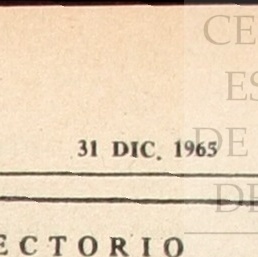 CE
ES
31 DIC. 1965
DE
DE
ECTORIO